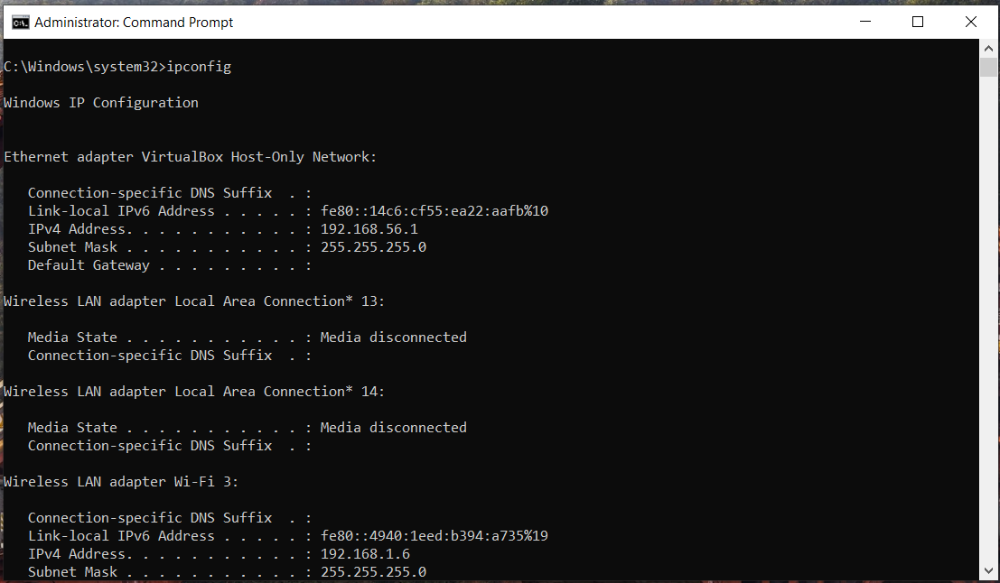 Administrator: Command Prompt
C:\Windows\system32>ipconfig
Windows IP Configuration
Ethernet adapter VirtualBox Host-Only Network:
Connection-specific DNS Suffix  . :
Link-local IPv6 Address . . . . . : fe80::14c6:cf55:ea22:aafb%10
IPv4 Address. . . . . . . . . . . : 192.168.56.1
Subnet Mask . . . . . . . . . . . : 255.255.255.0
Default Gateway . . . . . . . . . :
Wireless LAN adapter Local Area Connection* 13:
Media State . . . . . . . . . . . : Media disconnected
Connection-specific DNS Suffix  . :
Wireless LAN adapter Local Area Connection* 14:
Media State . . . . . . . . . . . : Media disconnected
Connection-specific DNS Suffix  . :
Wireless LAN adapter Wi-Fi 3:
Connection-specific DNS Suffix  . :
Link-local IPv6 Address . . . . . : fe80::4940:1eed:b394:a735%19
IPv4 Address. . . . . . . . . . . : 192.168.1.6
Subnet Mask . . . . . . . . . . . : 255.255.255.0